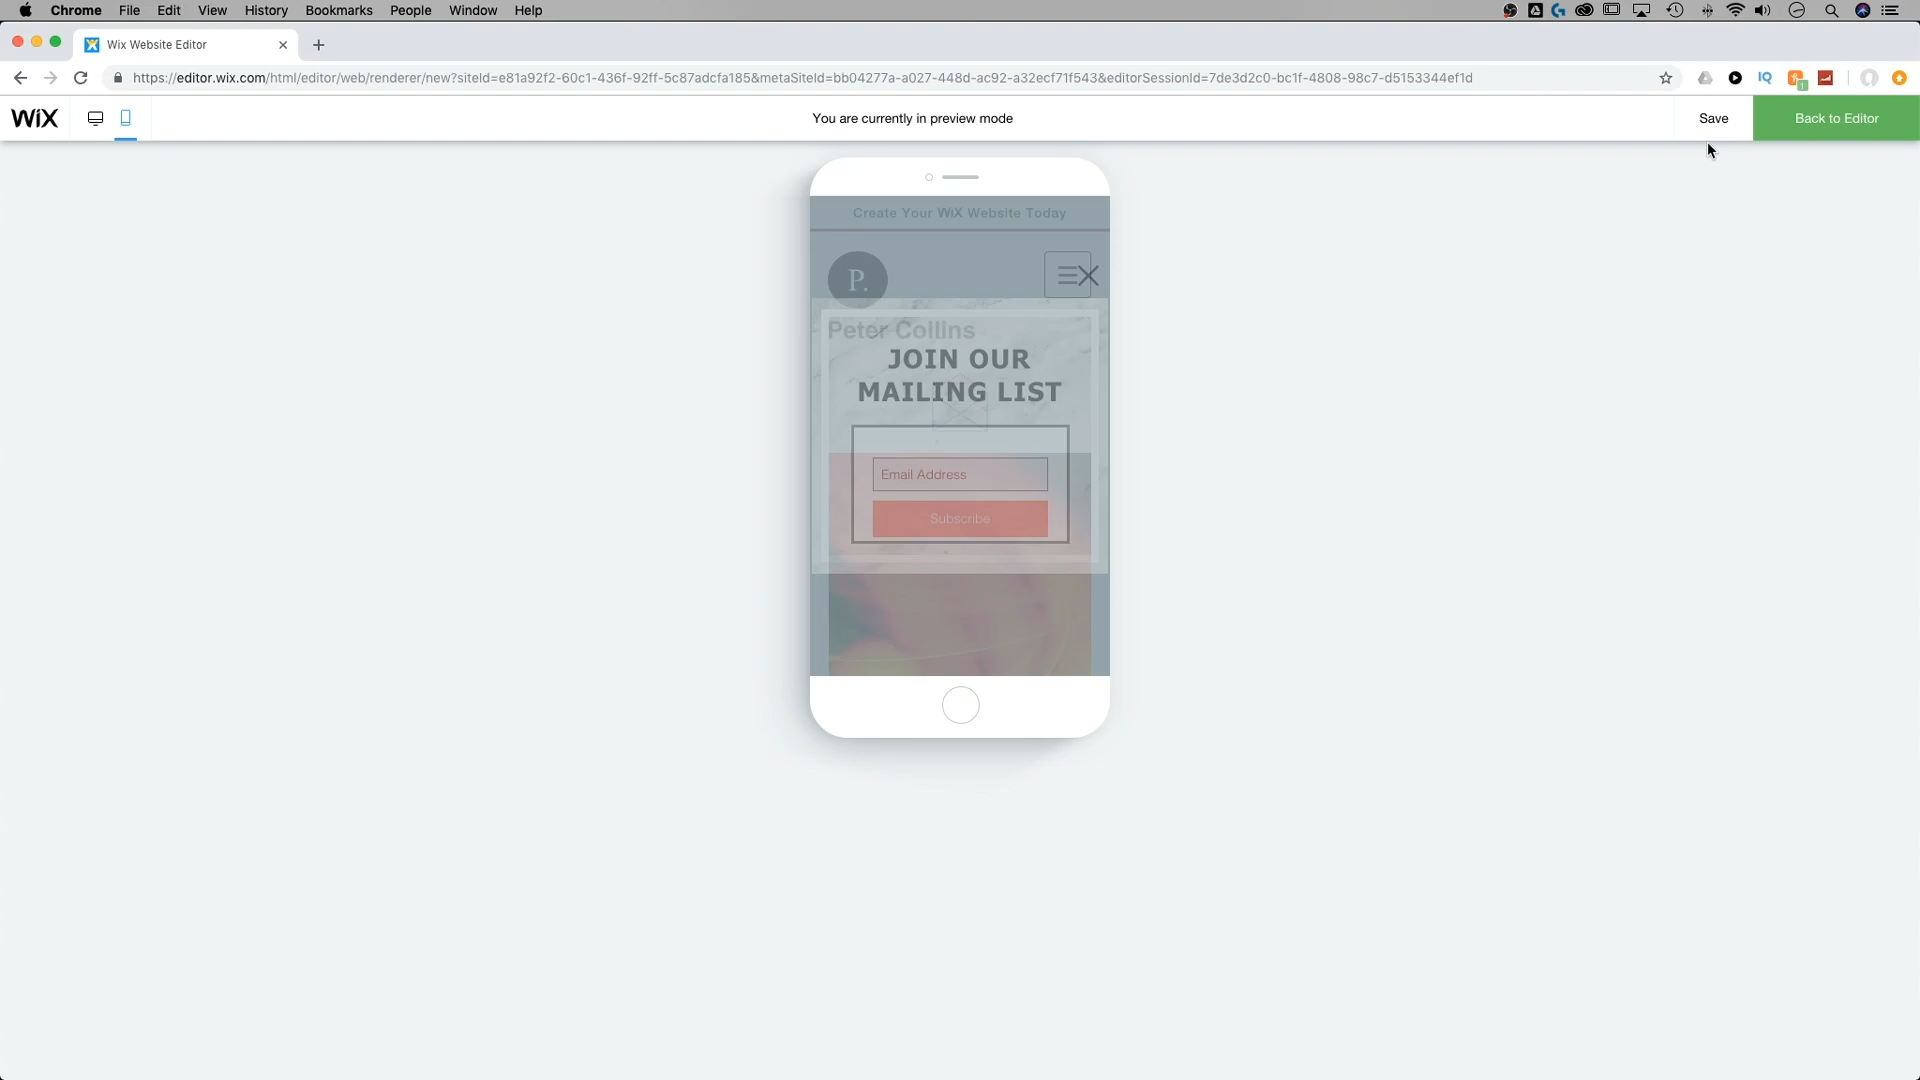 Chrome File Edit View History Bookmarks People Window Help
Wix Website Editor
https://editor.wix.com/html/editor/web/renderer/new?siteId=e81a92f2-60c1-436f-92ff-5c87adcfa185&metaSiteId=bb04277a-a027-448d-ac92-a32ecf71f543&editorSessionId=7de3d2c0-bc1f-4808-98c7-d5153344ef1d
IQ
1
WiX
You are currently in preview mode
Save
Back to Editor
Create Your WiX Website Today
P.
Peter Collins
JOIN OUR
MAILING LIST
Email Address
Subscribe